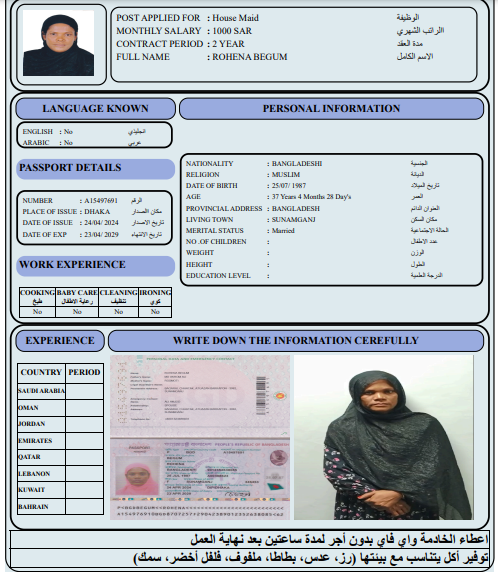 POST APPLIED FOR : House Maid الوظيفة
MONTHLY SALARY : 1000 SAR االراتب الشهري
CONTRACT PERIOD : 2 YEAR مدة العقد
FULL NAME : ROHENA BEGUM الاسم الكامل
LANGUAGE KNOWN
ENGLISH : No انجليذي
ARABIC : No عربي
PASSPORT DETAILS
NUMBER : A15497691 الرقم
PLACE OF ISSUE : DHAKA مكان الاصدار
DATE OF ISSUE : 24/04/ 2024 تاريخ الاصدار
DATE OF EXP : 23/04/ 2029 تاريخ الانتهاء
WORK EXPERIENCE
COOKING BABY CARE CLEANING IRONING
طبخ رعاية الاطفال تنظيف كوي
No No No No
PERSONAL INFORMATION
NATIONALITY : BANGLADESHI الجنسية
RELIGION : MUSLIM الديانة
DATE OF BIRTH : 25/07/ 1987 تاريخ الميلاد
AGE : 37 Years 4 Months 28 Day's العمر
PROVINCIAL ADDRESS : BANGLADESH العنوان الدائم
LIVING TOWN : SUNAMGANJ مكان السكن
MERITAL STATUS : Married الحالة الاجتماعية
NO .OF CHILDREN : عدد الاطفال
WEIGHT : الوزن
HEIGHT : الطول
EDUCATION LEVEL : الدرجة العلمية
EXPERIENCE
COUNTRY PERIOD
SAUDI ARABIA
OMAN
JORDAN
EMIRATES
QATAR
LEBANON
KUWAIT
BAHRAIN
WRITE DOWN THE INFORMATION CEREFULLY
اعطاء الخادمة واي فاي بدون أجر لمدة ساعتين بعد نهاية العمل
توفير أكل يتناسب مع بيئتها (رز، عدس، بطاطا، ملفوف، فلفل أخضر، سمك)